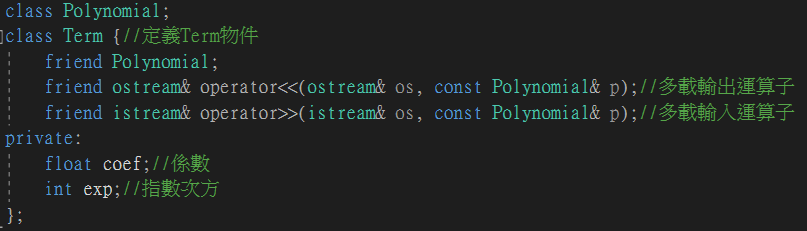 class Polynomial;
class Term {//定義Term物件
friend Polynomial;
friend ostream& operator<<(ostream& os, const Polynomial& p);//多載輸出運算子
friend istream& operator>>(istream& os, const Polynomial& p);//多載輸入運算子
private:
float coef;//係數
int exp;//指數次方
};